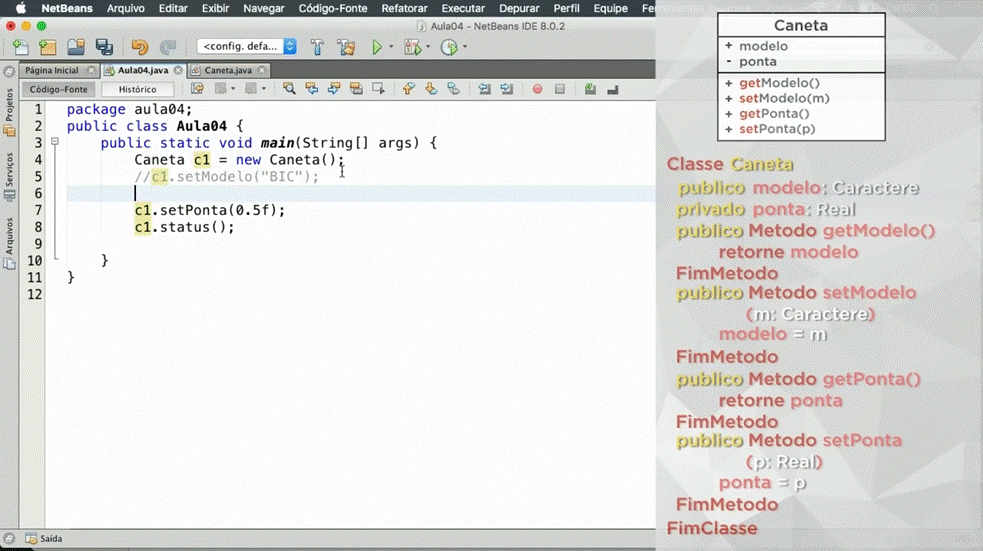 NetBeans Arquivo Editar Exibir Navegar Código-Fonte Refatorar Executar Depurar Perfil Equipe
Aula04 - NetBeans IDE 8.0.2
<config. defa...
Página Inicial Aula04.java Caneta.java
Código-Fonte Histórico
Projetos
Serviços
Arquivos
1 package aula04;
2 public class Aula04 {
3 public static void main(String[] args) {
4 Caneta c1 = new Caneta();
5 //c1.setModelo("BIC");
6
7 c1.setPonta(0.5f);
8 c1.status();
9
10 }
11 }
12
Saída
Caneta
+ modelo
- ponta
+ getModelo()
+ setModelo(m)
+ getPonta()
+ setPonta(p)
Classe Caneta
publico modelo: Caractere
privado ponta: Real
publico Metodo getModelo()
retorne modelo
FimMetodo
publico Metodo setModelo
(m: Caractere)
modelo = m
FimMetodo
publico Metodo getPonta()
retorne ponta
FimMetodo
publico Metodo setPonta
(p: Real)
ponta = p
FimMetodo
FimClasse